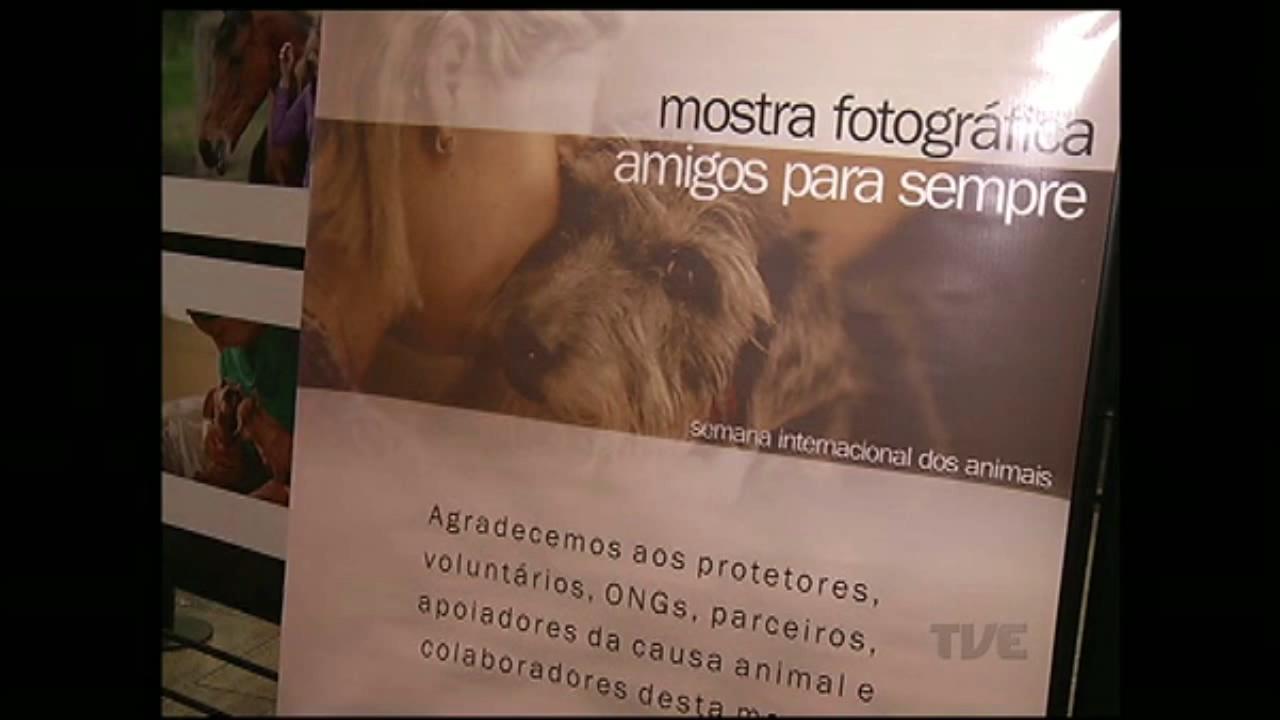 mostra fotográfica
amigos para sempre
semana internacional dos animais
Agradecemos aos protetores,
voluntários, ONGs, parceiros,
apoiadores da causa animal e
colaboradores desta
TVE